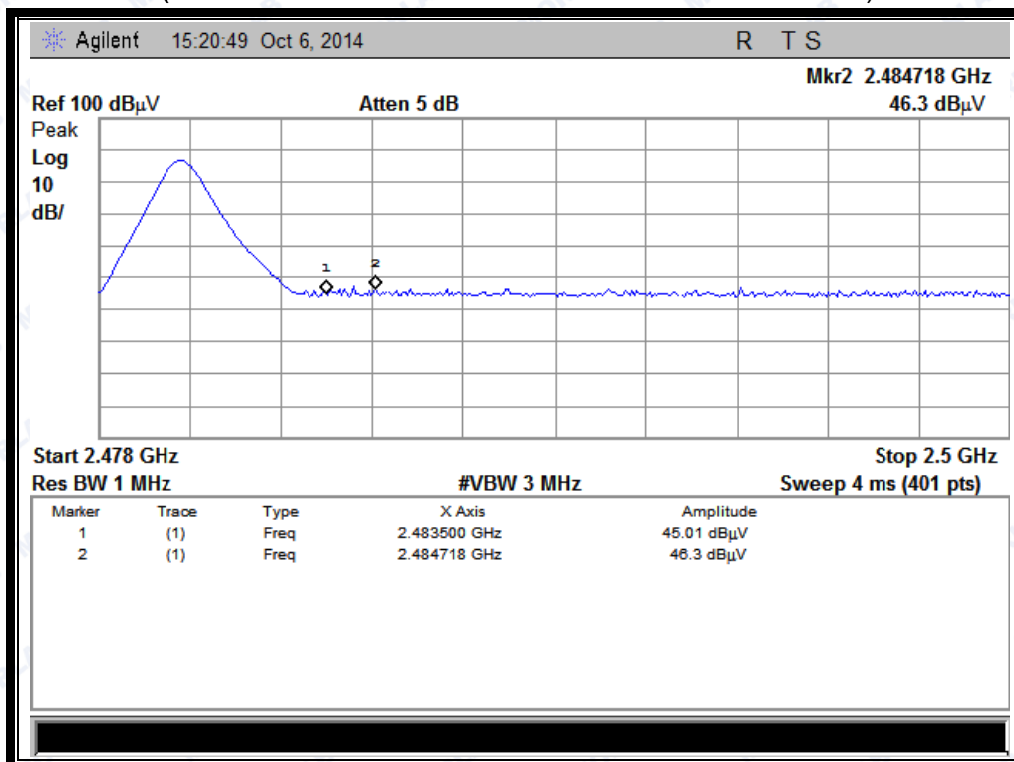 Agilent 15:20:49 Oct 6, 2014 R T S
Mkr2 2.484718 GHz
Ref 100 dBμV Atten 5 dB 46.3 dBμV
Peak
Log
10
dB/
1 2
Start 2.478 GHz Stop 2.5 GHz
Res BW 1 MHz #VBW 3 MHz Sweep 4 ms (401 pts)
Marker Trace Type X Axis Amplitude
1 (1) Freq 2.483500 GHz 45.01 dBμV
2 (1) Freq 2.484718 GHz 46.3 dBμV